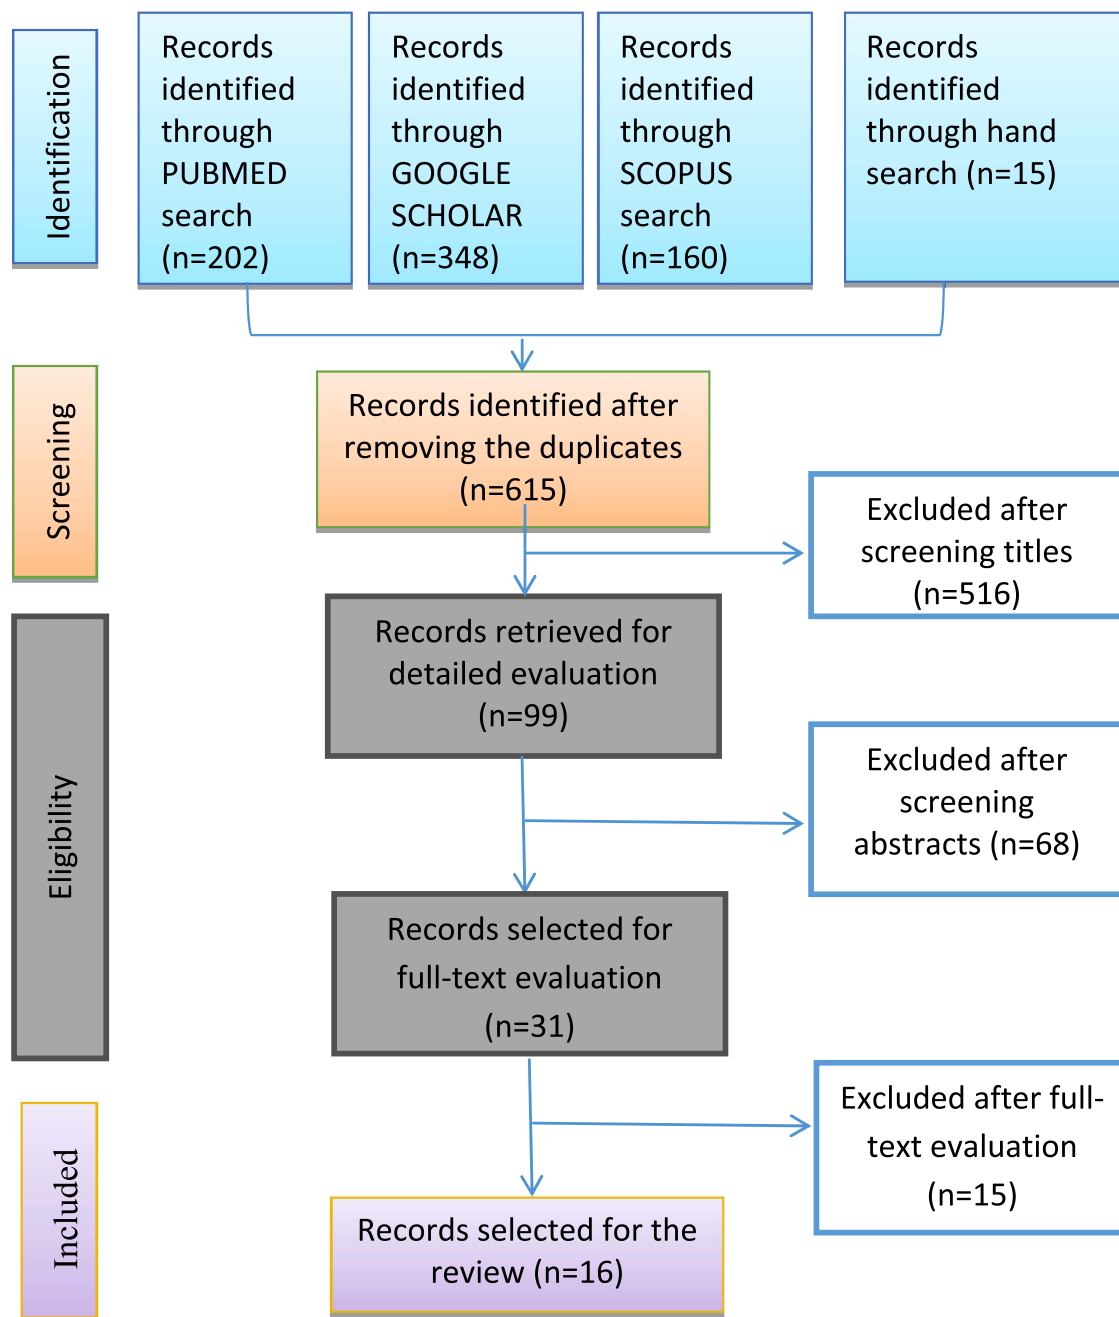 Identification
Records
identified
through
PUBMED
search
(n=202)
Records
identified
through
GOOGLE
SCHOLAR
(n=348)
Records
identified
through
SCOPUS
search
(n=160)
Records
identified
through hand
search (n=15)
Screening
Records identified after
removing the duplicates
(n=615)
Excluded after
screening titles
(n=516)
Eligibility
Records retrieved for
detailed evaluation
(n=99)
Excluded after
screening
abstracts (n=68)
Records selected for
full-text evaluation
(n=31)
Excluded after full-
text evaluation
(n=15)
Included
Records selected for the
review (n=16)